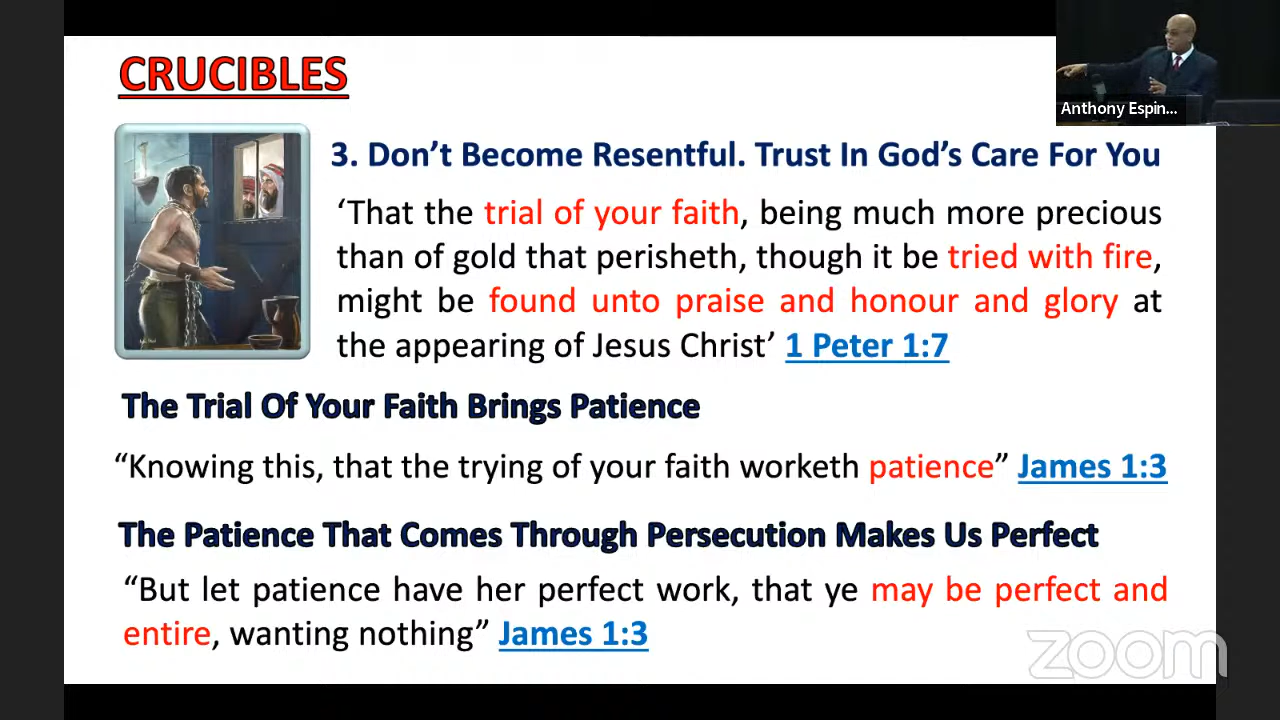 CRUCIBLES
Anthony Espin...
3. Don’t Become Resentful. Trust In God’s Care For You
‘That the trial of your faith, being much more precious
than of gold that perisheth, though it be tried with fire,
might be found unto praise and honour and glory at
the appearing of Jesus Christ’ 1 Peter 1:7
The Trial Of Your Faith Brings Patience
“Knowing this, that the trying of your faith worketh patience” James 1:3
The Patience That Comes Through Persecution Makes Us Perfect
“But let patience have her perfect work, that ye may be perfect and
entire, wanting nothing” James 1:3
zoom